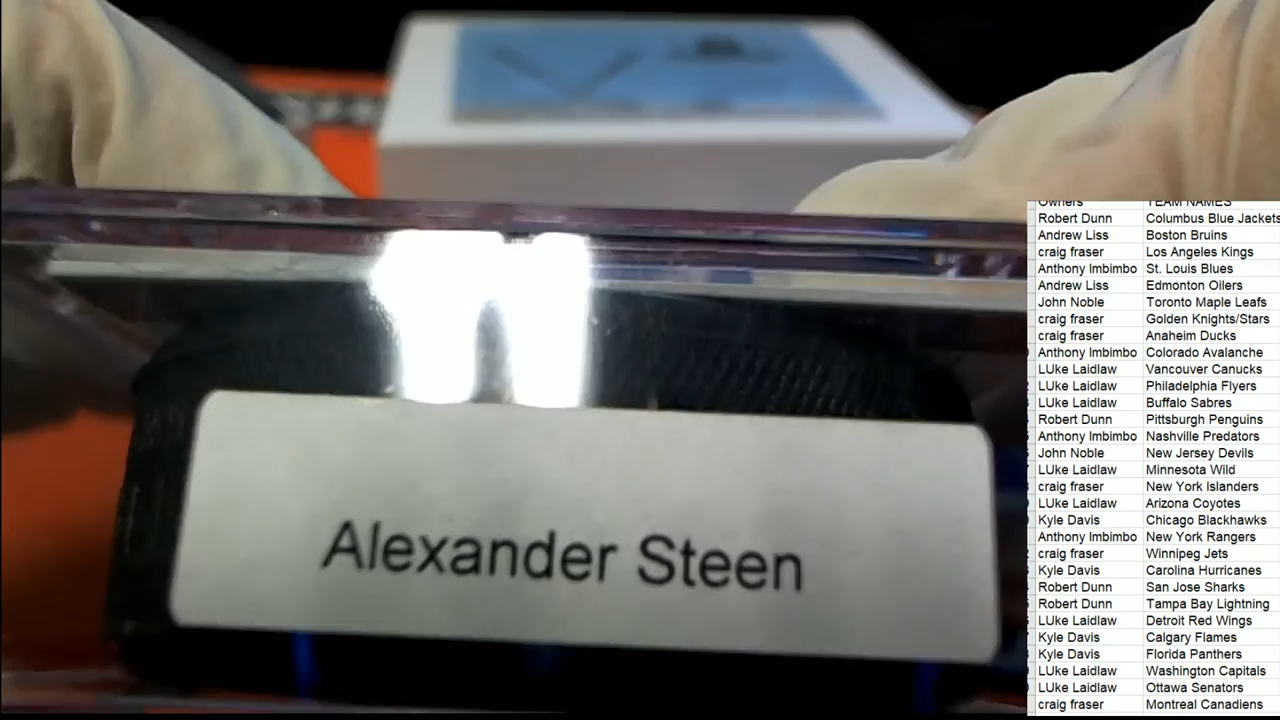 Alexander Steen
Owners TEAM NAMES
Robert Dunn Columbus Blue Jackets
Andrew Liss Boston Bruins
craig fraser Los Angeles Kings
Anthony Imbimbo St. Louis Blues
Andrew Liss Edmonton Oilers
John Noble Toronto Maple Leafs
craig fraser Golden Knights/Stars
craig fraser Anaheim Ducks
Anthony Imbimbo Colorado Avalanche
LUke Laidlaw Vancouver Canucks
LUke Laidlaw Philadelphia Flyers
LUke Laidlaw Buffalo Sabres
Robert Dunn Pittsburgh Penguins
Anthony Imbimbo Nashville Predators
John Noble New Jersey Devils
LUke Laidlaw Minnesota Wild
craig fraser New York Islanders
LUke Laidlaw Arizona Coyotes
Kyle Davis Chicago Blackhawks
Anthony Imbimbo New York Rangers
craig fraser Winnipeg Jets
Kyle Davis Carolina Hurricanes
Robert Dunn San Jose Sharks
Robert Dunn Tampa Bay Lightning
LUke Laidlaw Detroit Red Wings
Kyle Davis Calgary Flames
Kyle Davis Florida Panthers
LUke Laidlaw Washington Capitals
LUke Laidlaw Ottawa Senators
craig fraser Montreal Canadiens